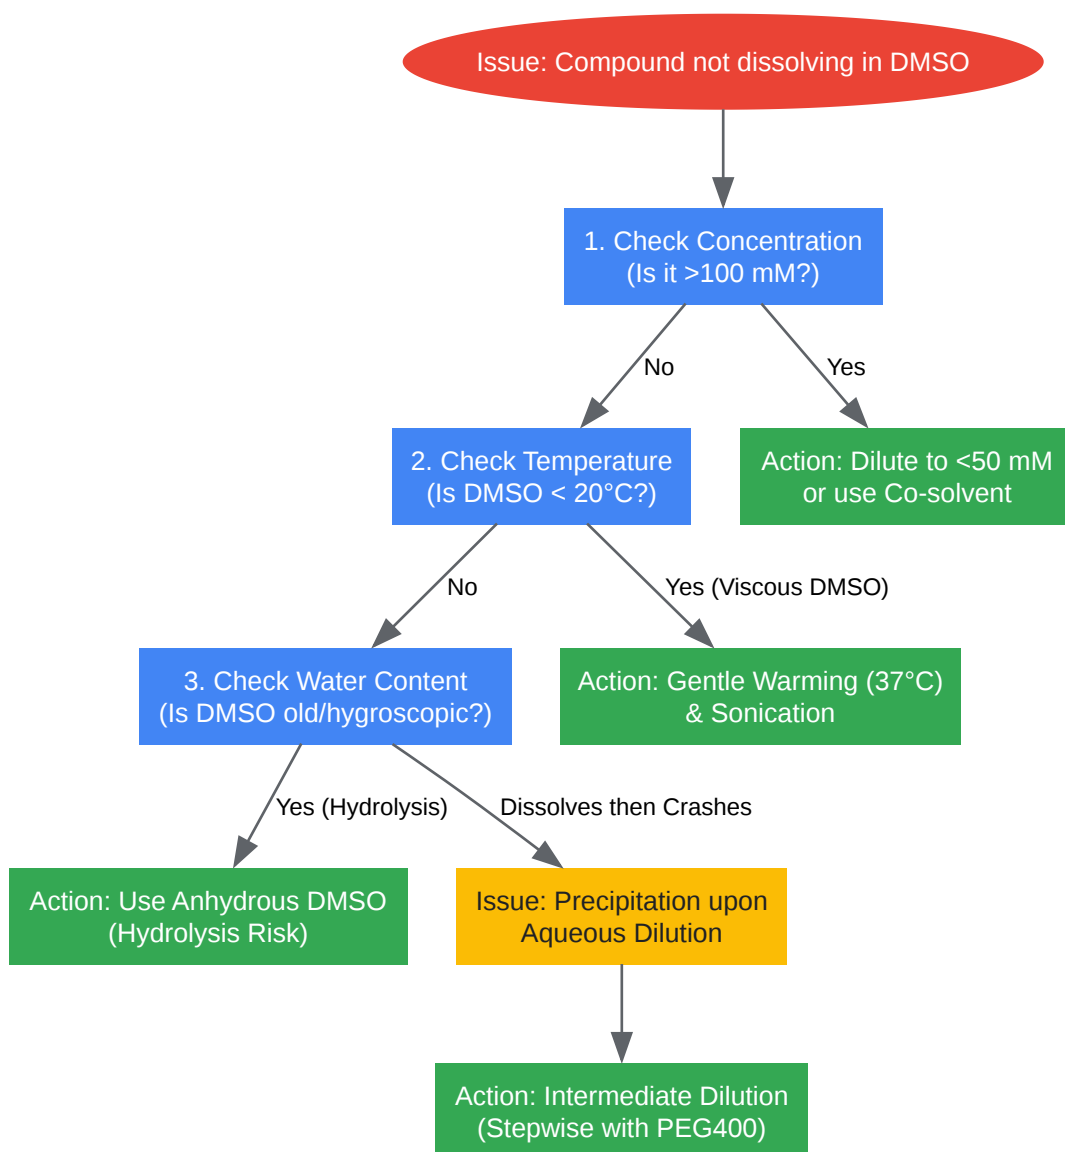 Issue: Compound not dissolving in DMSO
1. Check Concentration
(Is it >100 mM?)
No
Yes
2. Check Temperature
(Is DMSO < 20°C?)
Action: Dilute to <50 mM
or use Co-solvent
No
Yes (Viscous DMSO)
3. Check Water Content
(Is DMSO old/hygroscopic?)
Action: Gentle Warming (37°C)
& Sonication
Yes (Hydrolysis)
Dissolves then Crashes
Action: Use Anhydrous DMSO
(Hydrolysis Risk)
Issue: Precipitation upon
Aqueous Dilution
Action: Intermediate Dilution
(Stepwise with PEG400)